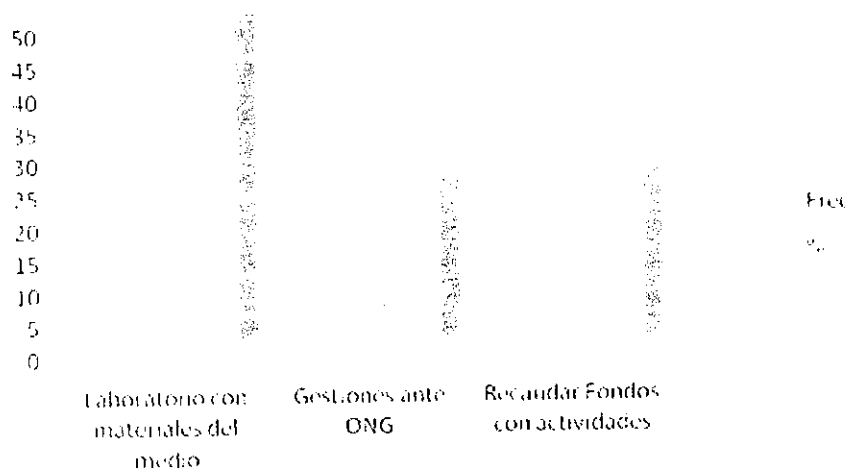 50
45
40
35
30
25
20
15
10
5
0
Laboratorio con
materiales del
medio
Gestiones ante
ONG
Recaudar Fondos
con actividades
Frec
%